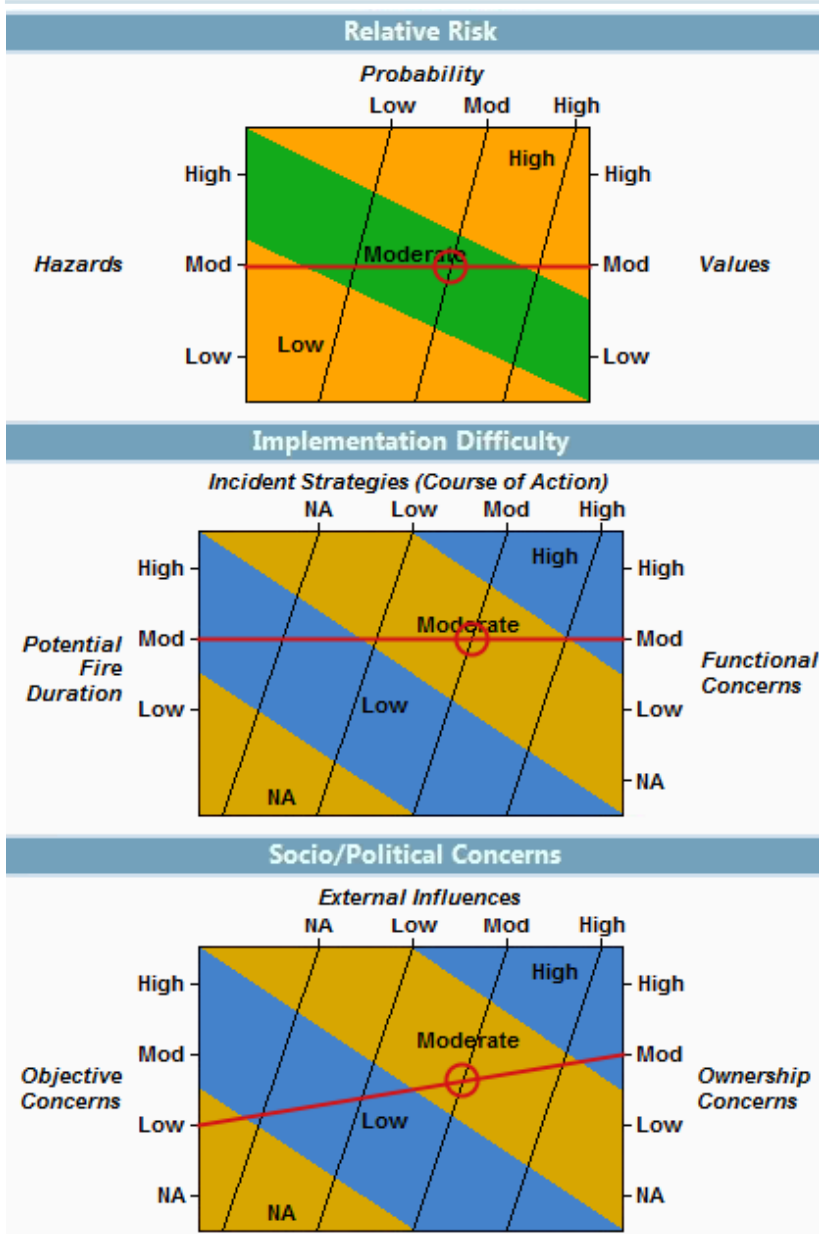 Relative Risk
Probability
Low Mod High
High High High
Hazards Mod Moderate Mod Values
Low Low Low
Implementation Difficulty
Incident Strategies (Course of Action)
NA Low Mod High
High High High
Potential Fire Duration Mod Moderate Mod Functional Concerns
Low Low Low
NA NA
Socio/Political Concerns
External Influences
NA Low Mod High
High High High
Objective Concerns Mod Moderate Mod Ownership Concerns
Low Low Low
NA NA NA